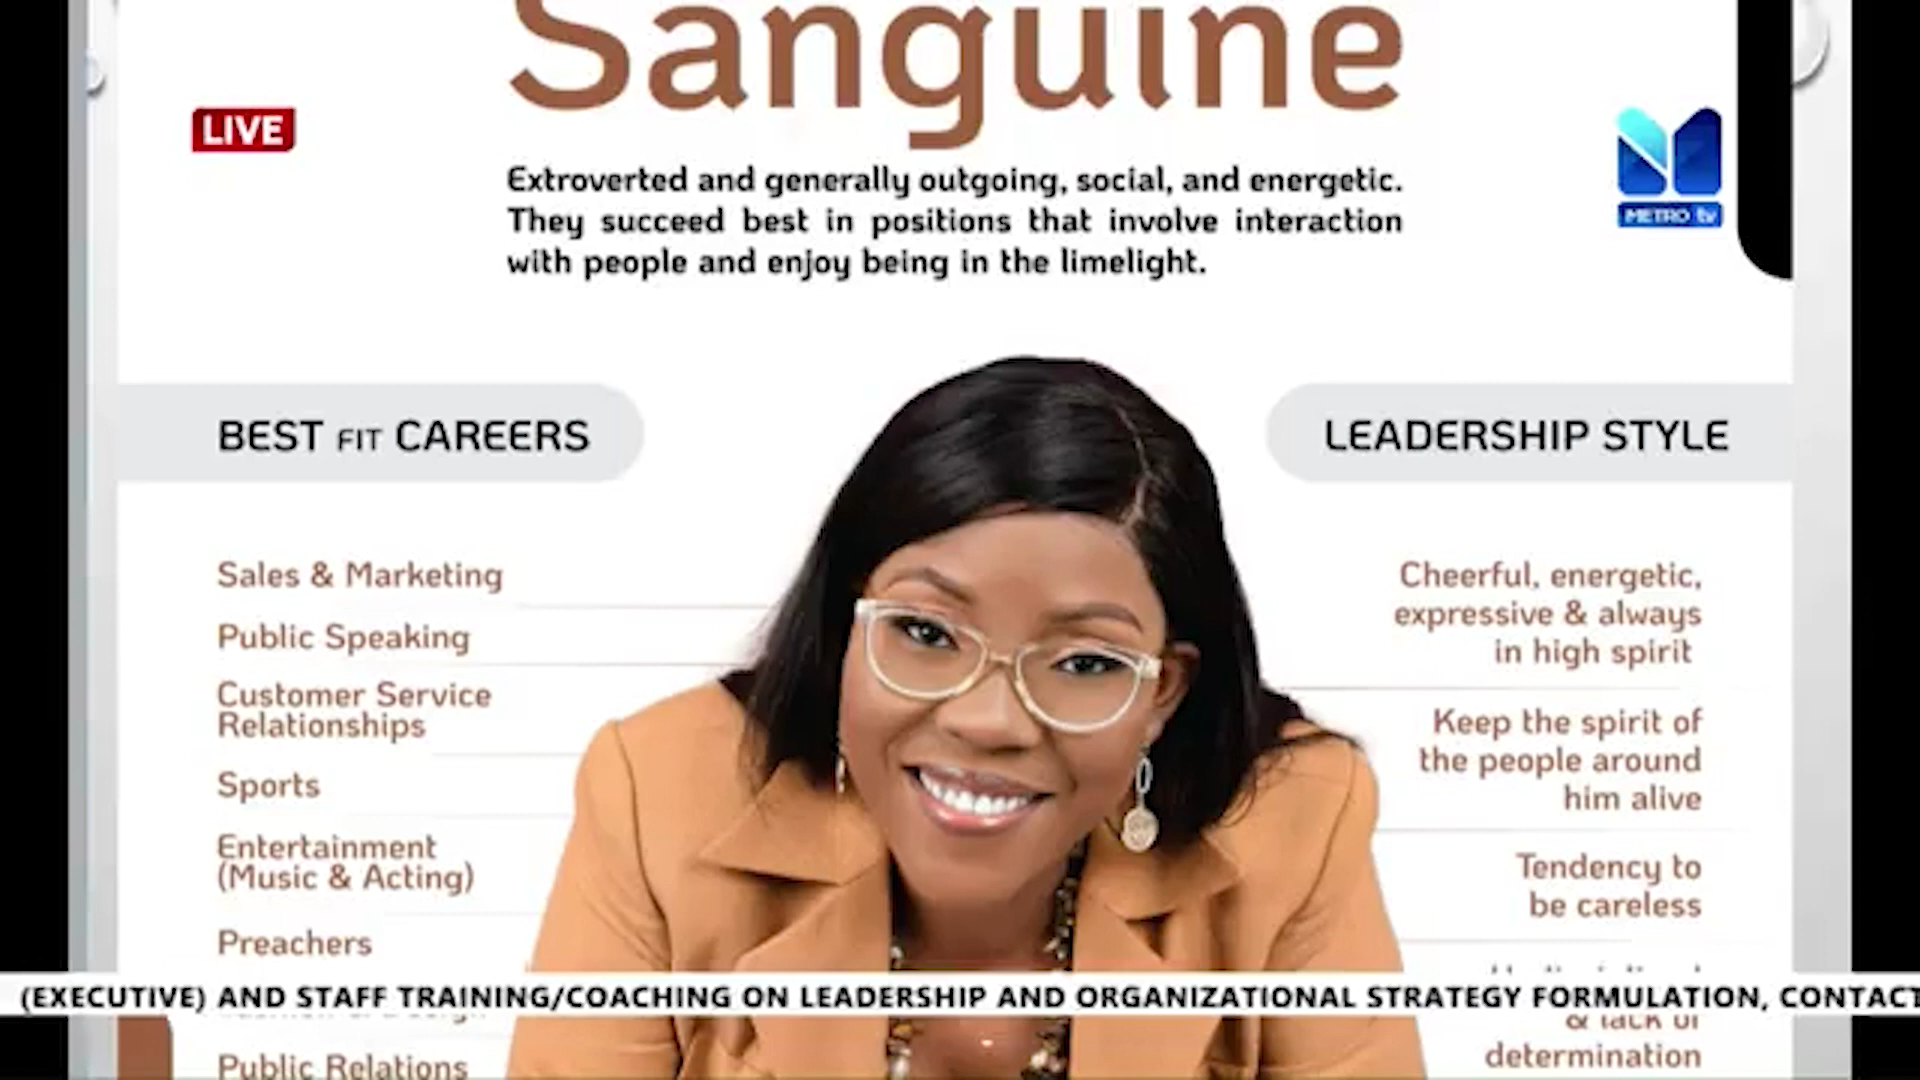 Sanguine
LIVE
METRO tv
Extroverted and generally outgoing, social, and energetic.
They succeed best in positions that involve interaction
with people and enjoy being in the limelight.
BEST FIT CAREERS
Sales & Marketing
Public Speaking
Customer Service
Relationships
Sports
Entertainment
(Music & Acting)
Preachers
Public Relations
LEADERSHIP STYLE
Cheerful, energetic,
expressive & always
in high spirit
Keep the spirit of
the people around
him alive
Tendency to
be careless
& lack of
determination
(EXECUTIVE) AND STAFF TRAINING/COACHING ON LEADERSHIP AND ORGANIZATIONAL STRATEGY FORMULATION, CONTACT